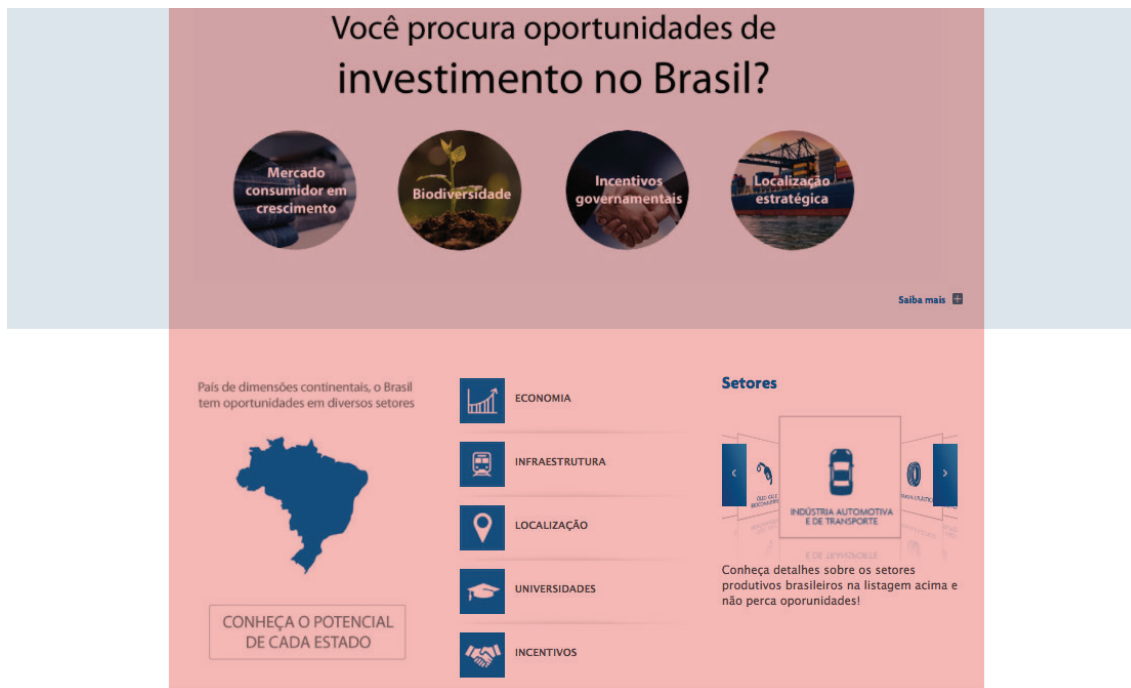 Você procura oportunidades de
investimento no Brasil?
Mercado
consumidor em
crescimento
Biodiversidade
Incentivos
governamentais
Localização
estratégica
Saiba mais
País de dimensões continentais, o Brasil
tem oportunidades em diversos setores
CONHEÇA O POTENCIAL
DE CADA ESTADO
ECONOMIA
INFRAESTRUTURA
LOCALIZAÇÃO
UNIVERSIDADES
INCENTIVOS
Setores
INDÚSTRIA AUTOMOTIVA
E DE TRANSPORTE
Conheça detalhes sobre os setores
produtivos brasileiros na listagem acima e
não perca oporunidades!